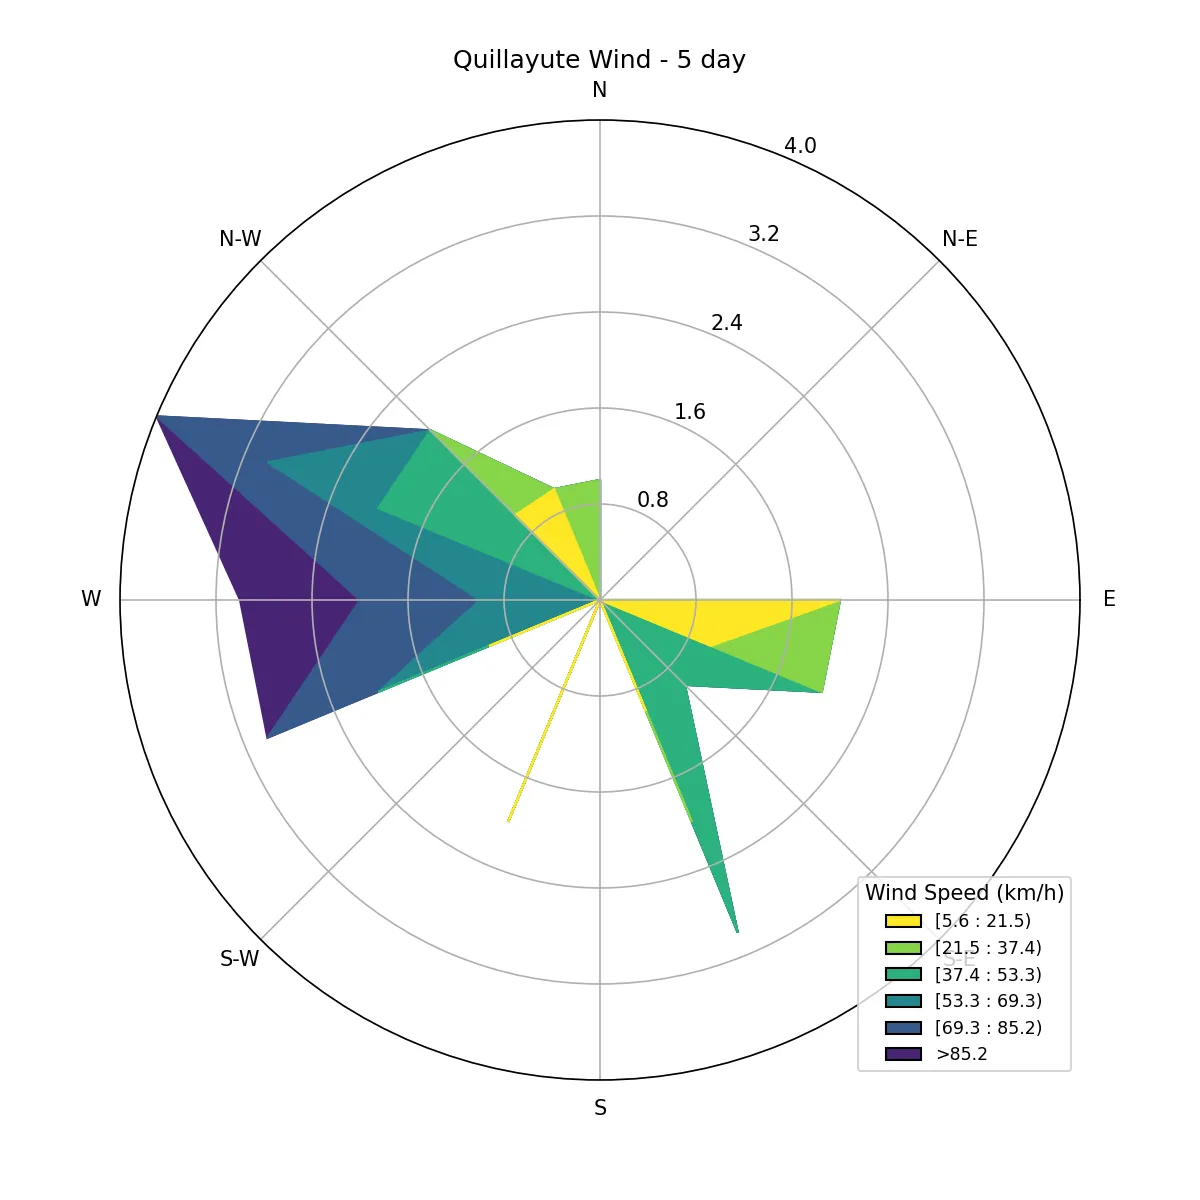 Quillayute Wind - 5 day
N
4.0
N-W
3.2
N-E
2.4
1.6
0.8
W
E
S-W
S-E
S
Wind Speed (km/h)
[5.6 : 21.5)
[21.5 : 37.4)
[37.4 : 53.3)
[53.3 : 69.3)
[69.3 : 85.2)
>85.2